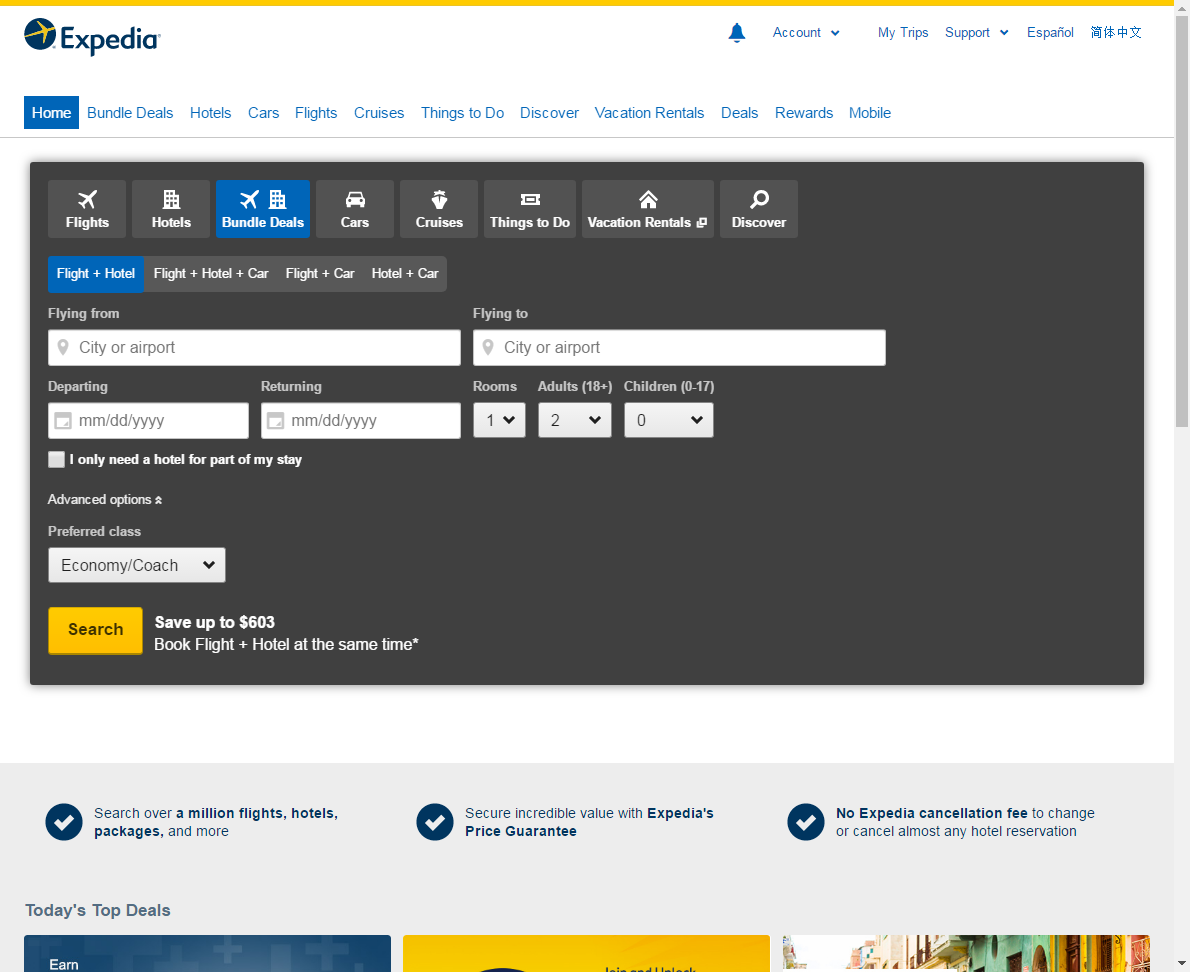 Expedia
Account
My Trips
Support
Español
简体中文
Home
Bundle Deals
Hotels
Cars
Flights
Cruises
Things to Do
Discover
Vacation Rentals
Deals
Rewards
Mobile
Flights
Hotels
Bundle Deals
Cars
Cruises
Things to Do
Vacation Rentals
Discover
Flight + Hotel
Flight + Hotel + Car
Flight + Car
Hotel + Car
Flying from
Flying to
City or airport
City or airport
Departing
Returning
Rooms
Adults (18+)
Children (0-17)
mm/dd/yyyy
mm/dd/yyyy
1
2
0
I only need a hotel for part of my stay
Advanced options
Preferred class
Economy/Coach
Search
Save up to $603
Book Flight + Hotel at the same time*
Search over a million flights, hotels,
packages, and more
Secure incredible value with Expedia's
Price Guarantee
No Expedia cancellation fee to change
or cancel almost any hotel reservation
Today's Top Deals
Earn
Join and Unlock